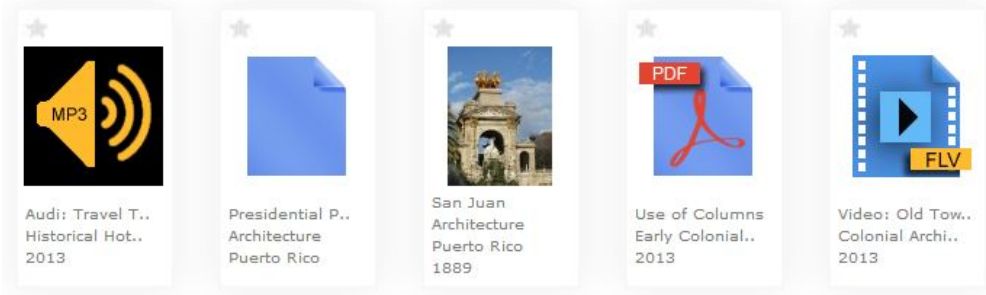 MP3
Audi: Travel T..
Historical Hot..
2013
Presidential P..
Architecture
Puerto Rico
San Juan
Architecture
Puerto Rico
1889
PDF
Use of Columns
Early Colonial..
2013
FLV
Video: Old Tow..
Colonial Archi..
2013